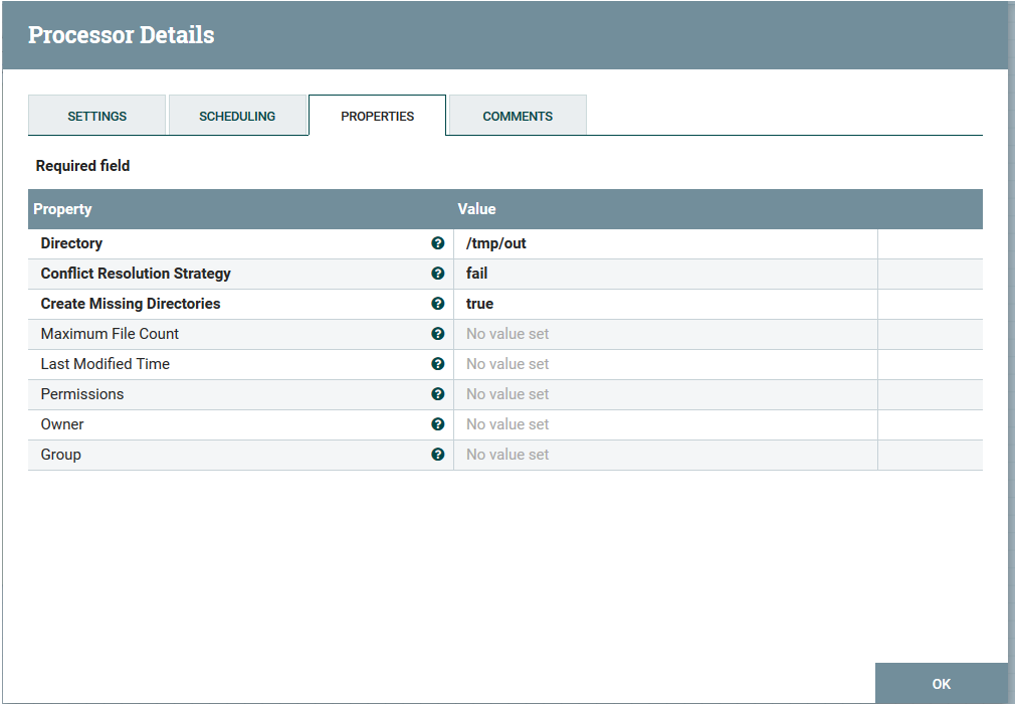 Processor Details
SETTINGS SCHEDULING PROPERTIES COMMENTS
Required field
Property Value
Directory ? /tmp/out
Conflict Resolution Strategy ? fail
Create Missing Directories ? true
Maximum File Count ? No value set
Last Modified Time ? No value set
Permissions ? No value set
Owner ? No value set
Group ? No value set
OK